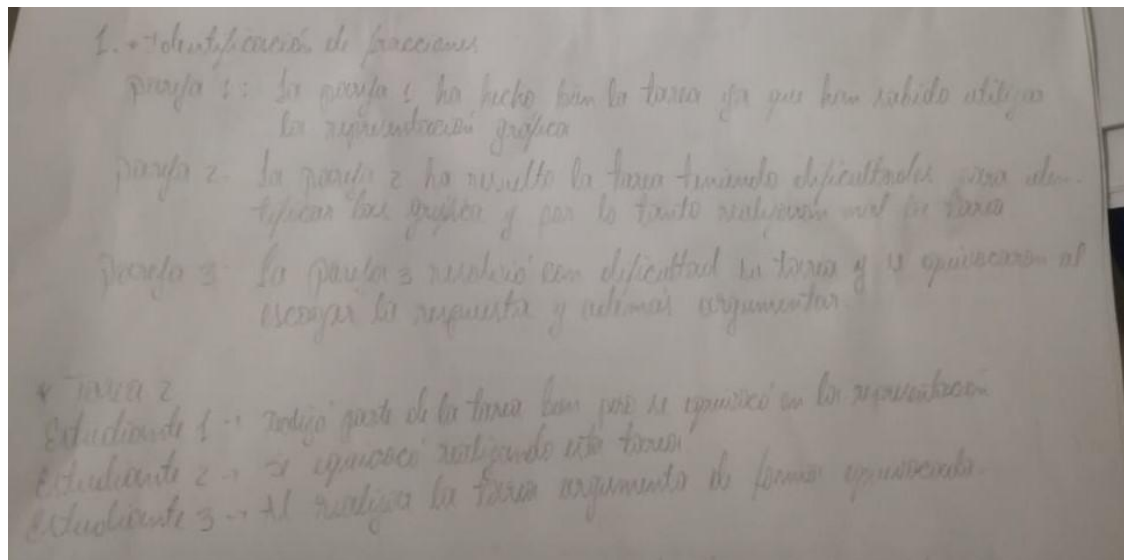 1. • Identificación de fracciones
pareja 1: La pareja 1 ha hecho bien la tarea ya que han sabido utilizar
la representación gráfica
pareja 2. La pareja 2 ha resuelto la tarea teniendo dificultades para iden-
tificar las gráfica y por lo tanto realizaron mal la tarea
Pareja 3 La pareja 3 resolvió con dificultad la tarea y se equivocaron al
escoger la respuesta y además argumentar.
* Tarea 2
Estudiante 1 → Realizó parte de la tarea bien pero se equivocó en la representación
Estudiante 2 → se equivocó realizando esta tarea
Estudiante 3 → Al realizar la tarea argumenta de forma equivocada.